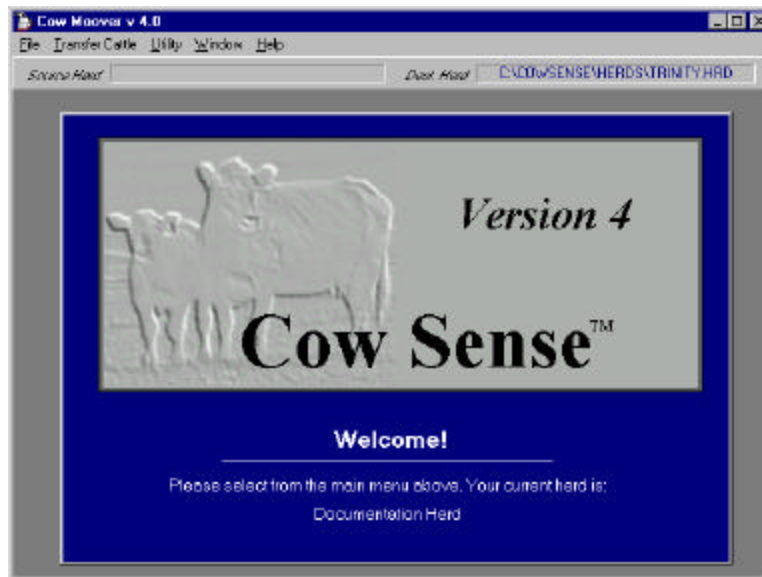 Cow Moover v 4.0
File Transfer Cattle Utility Window Help
Source Herd Dest Herd C:\COWSENSE\HERDS\TRINITY.HRD
Version 4
Cow Sense™
Welcome!
Please select from the main menu above. Your current herd is:
Documentation Herd